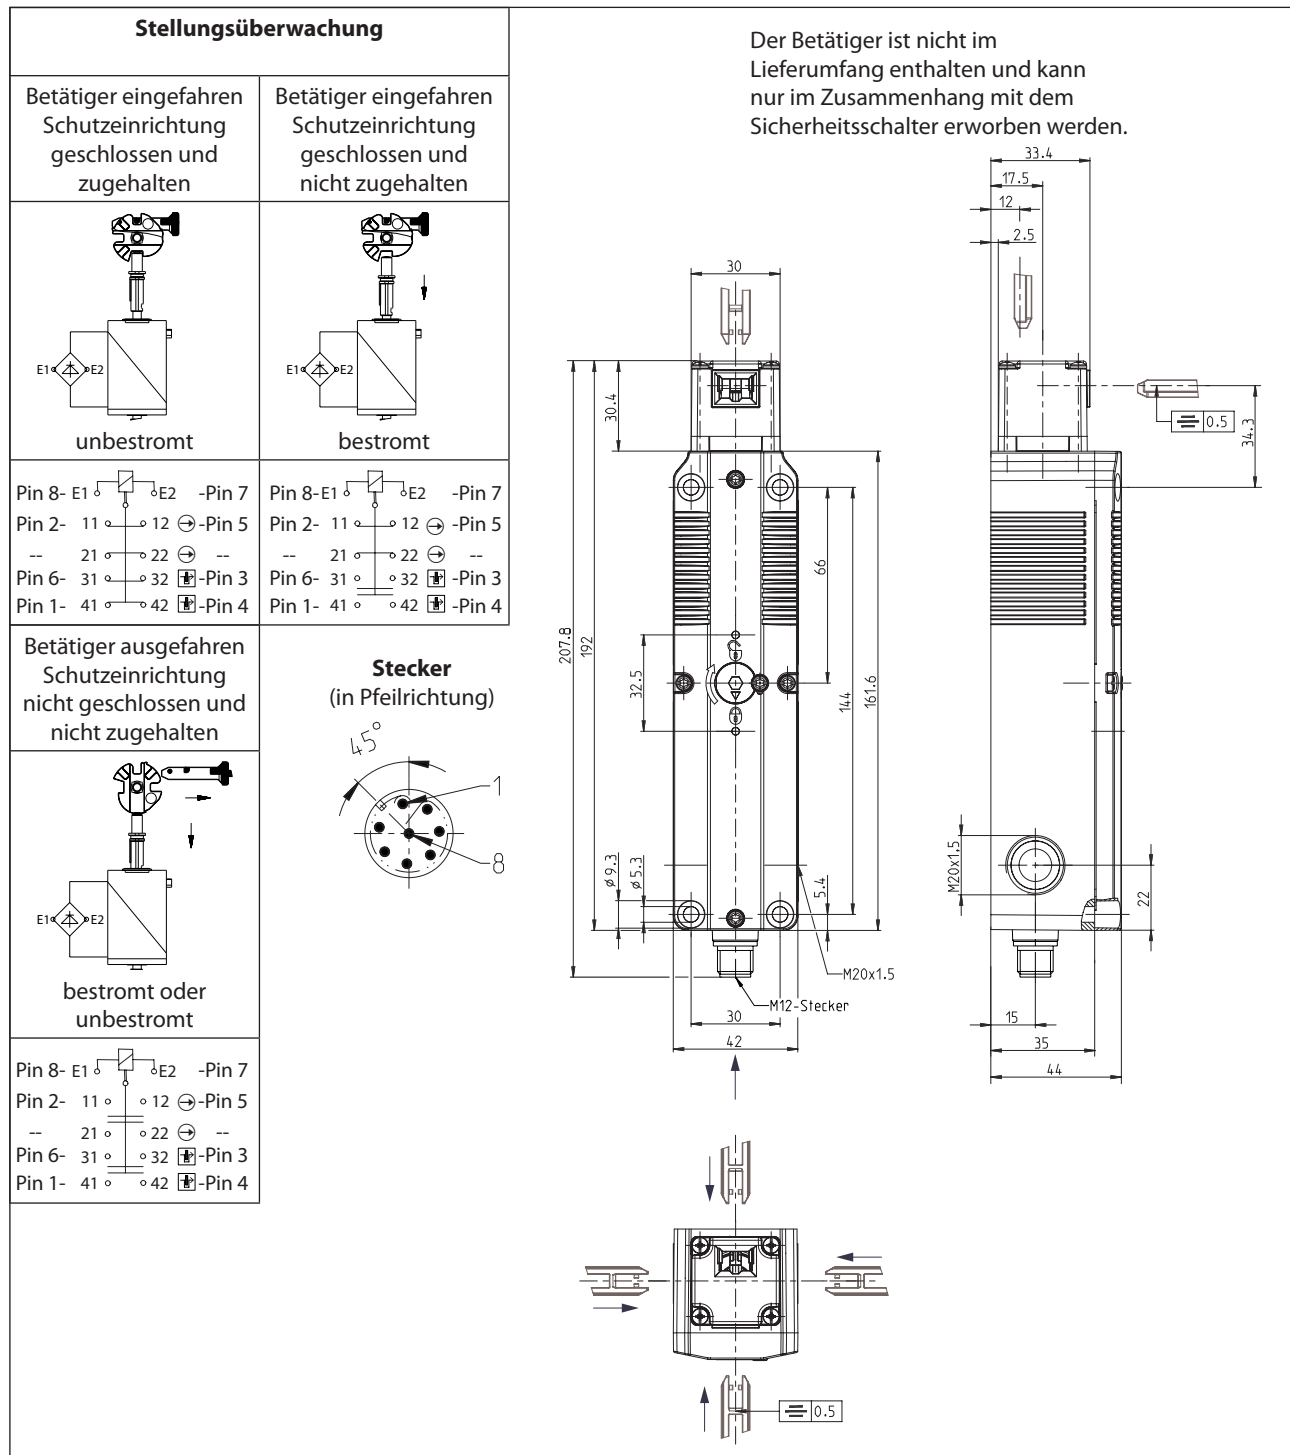 Stellungsüberwachung
Betätiger eingefahren
Schutzeinrichtung
geschlossen und
zugehalten
Betätiger eingefahren
Schutzeinrichtung
geschlossen und
nicht zugehalten
E1 E2
unbestromt
E1 E2
bestromt
Pin 8- E1 E2 -Pin 7
Pin 2- 11 12 -Pin 5
-- 21 22 --
Pin 6- 31 32 -Pin 3
Pin 1- 41 42 -Pin 4
Pin 8- E1 E2 -Pin 7
Pin 2- 11 12 -Pin 5
-- 21 22 --
Pin 6- 31 32 -Pin 3
Pin 1- 41 42 -Pin 4
Betätiger ausgefahren
Schutzeinrichtung
nicht geschlossen und
nicht zugehalten
E1 E2
bestromt oder
unbestromt
Pin 8- E1 E2 -Pin 7
Pin 2- 11 12 -Pin 5
-- 21 22 --
Pin 6- 31 32 -Pin 3
Pin 1- 41 42 -Pin 4
Stecker
(in Pfeilrichtung)
45°
1
8
Der Betätiger ist nicht im
Lieferumfang enthalten und kann
nur im Zusammenhang mit dem
Sicherheitsschalter erworben werden.
30
30.4
207.8
192
32.5
66
144
161.6
ø 9.3
ø 5.3
5.4
M20x1.5
M12-Stecker
30
42
33.4
17.5
12
2.5
0.5
34.3
M20x1.5
22
15
35
44
0.5